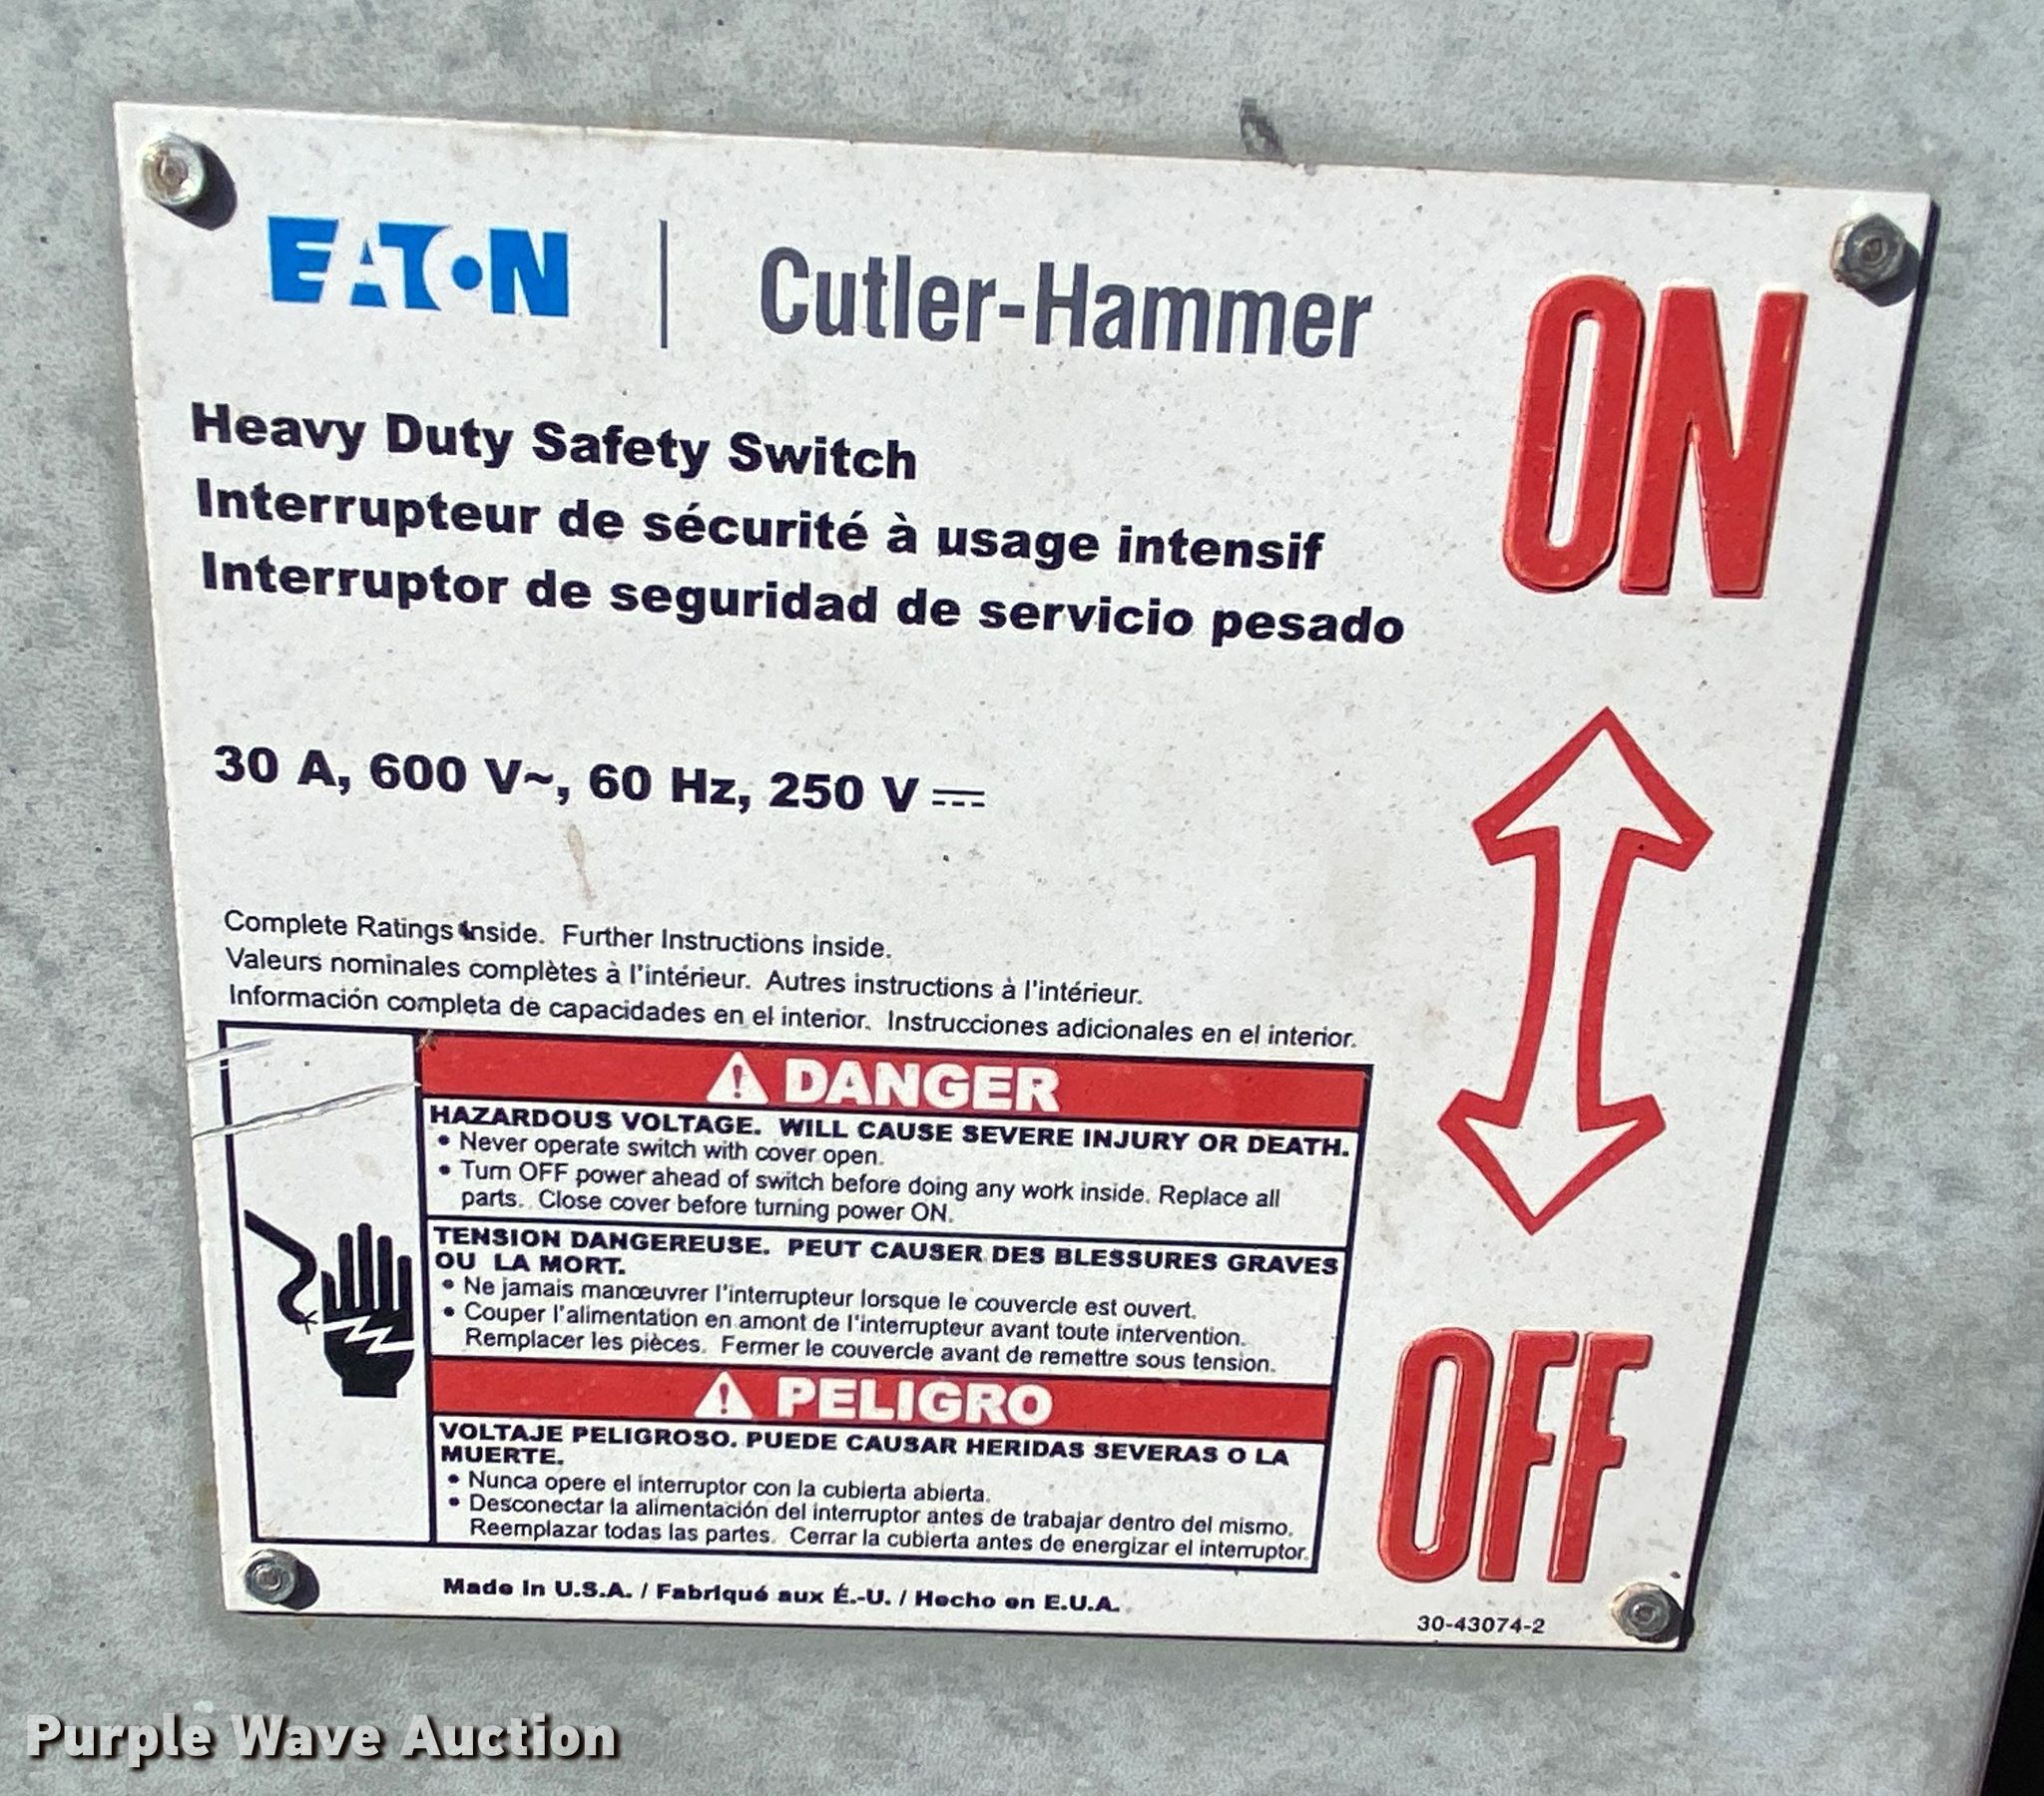 EATON | Cutler-Hammer
ON
Heavy Duty Safety Switch
Interrupteur de sécurité à usage intensif
Interruptor de seguridad de servicio pesado
30 A, 600 V~, 60 Hz, 250 V ⎓
Complete Ratings Inside. Further Instructions inside.
Valeurs nominales complètes à l'intérieur. Autres instructions à l'intérieur.
Información completa de capacidades en el interior. Instrucciones adicionales en el interior.
⚠ DANGER
HAZARDOUS VOLTAGE. WILL CAUSE SEVERE INJURY OR DEATH.
• Never operate switch with cover open.
• Turn OFF power ahead of switch before doing any work inside. Replace all
parts. Close cover before turning power ON.
TENSION DANGEREUSE. PEUT CAUSER DES BLESSURES GRAVES
OU LA MORT.
• Ne jamais manœuvrer l'interrupteur lorsque le couvercle est ouvert.
• Couper l'alimentation en amont de l'interrupteur avant toute intervention.
Remplacer les pièces. Fermer le couvercle avant de remettre sous tension.
⚠ PELIGRO
VOLTAJE PELIGROSO. PUEDE CAUSAR HERIDAS SEVERAS O LA
MUERTE.
• Nunca opere el interruptor con la cubierta abierta.
• Desconectar la alimentación del interruptor antes de trabajar dentro del mismo.
Reemplazar todas las partes. Cerrar la cubierta antes de energizar el interruptor.
OFF
Made in U.S.A. / Fabriqué aux É.-U. / Hecho en E.U.A.
30-43074-2
Purple Wave Auction